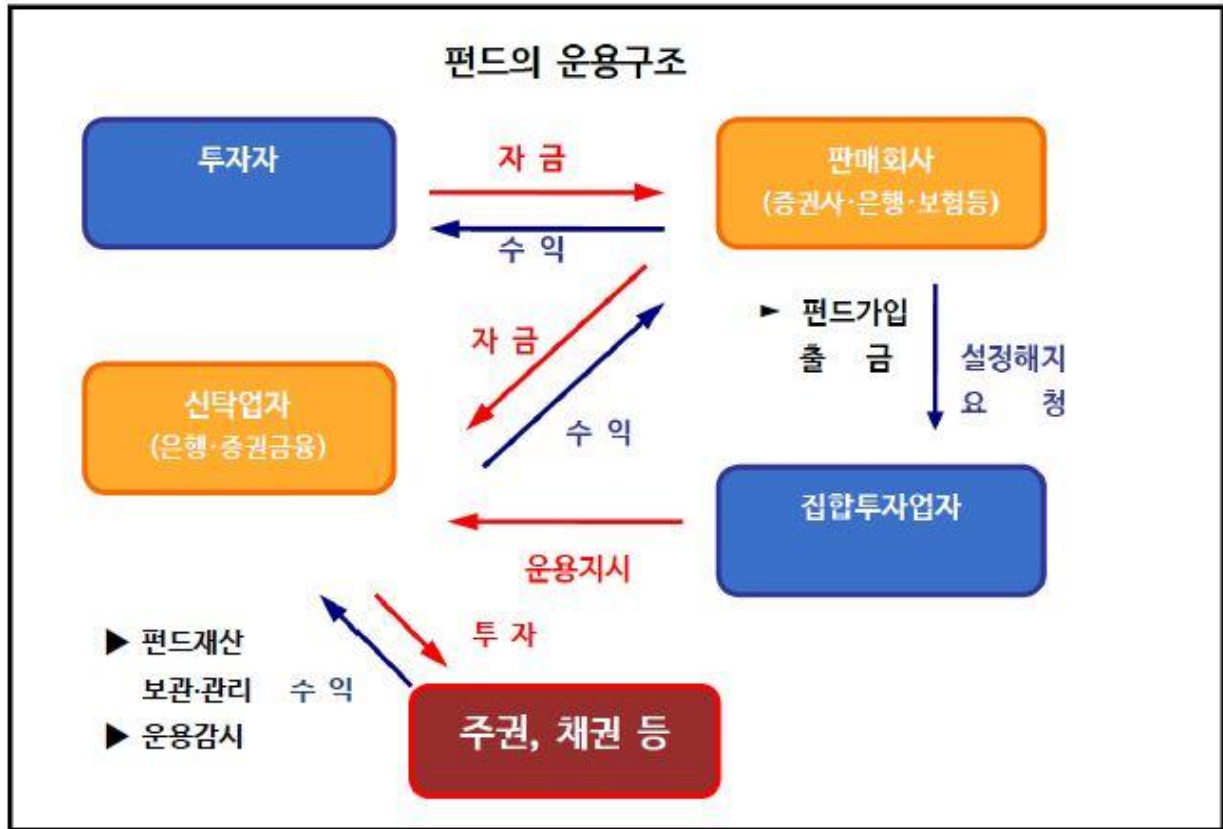 펀드의 운용구조
투자자
자 금
수 익
판매회사
(증권사·은행·보험등)
자 금
수 익
► 펀드가입
출 금
설정해지
요 청
신탁업자
(은행·증권금융)
집합투자업자
운용지시
투 자
▶ 펀드재산
보관·관리
수 익
▶ 운용감시
주권, 채권 등